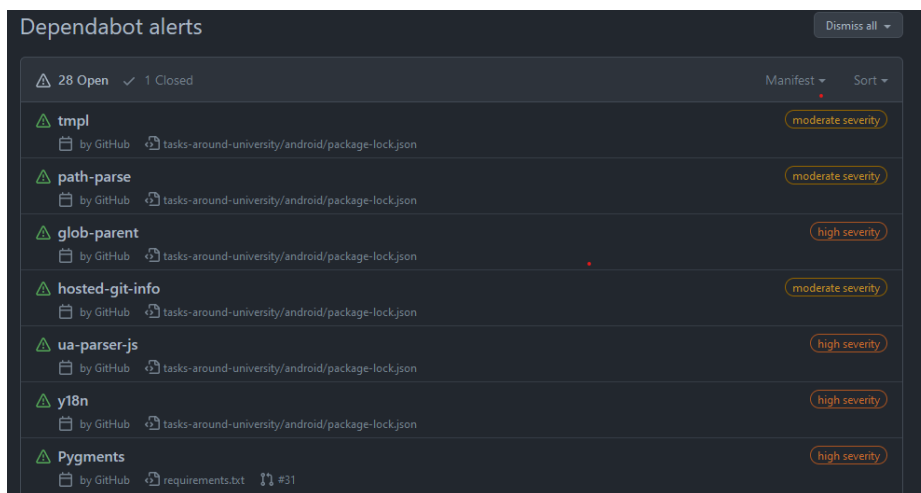 Dependabot alerts
Dismiss all
28 Open 1 Closed
Manifest Sort
tmpl
moderate severity
by GitHub tasks-around-university/android/package-lock.json
path-parse
moderate severity
by GitHub tasks-around-university/android/package-lock.json
glob-parent
high severity
by GitHub tasks-around-university/android/package-lock.json
hosted-git-info
moderate severity
by GitHub tasks-around-university/android/package-lock.json
ua-parser-js
high severity
by GitHub tasks-around-university/android/package-lock.json
y18n
high severity
by GitHub tasks-around-university/android/package-lock.json
Pygments
high severity
by GitHub requirements.txt #31